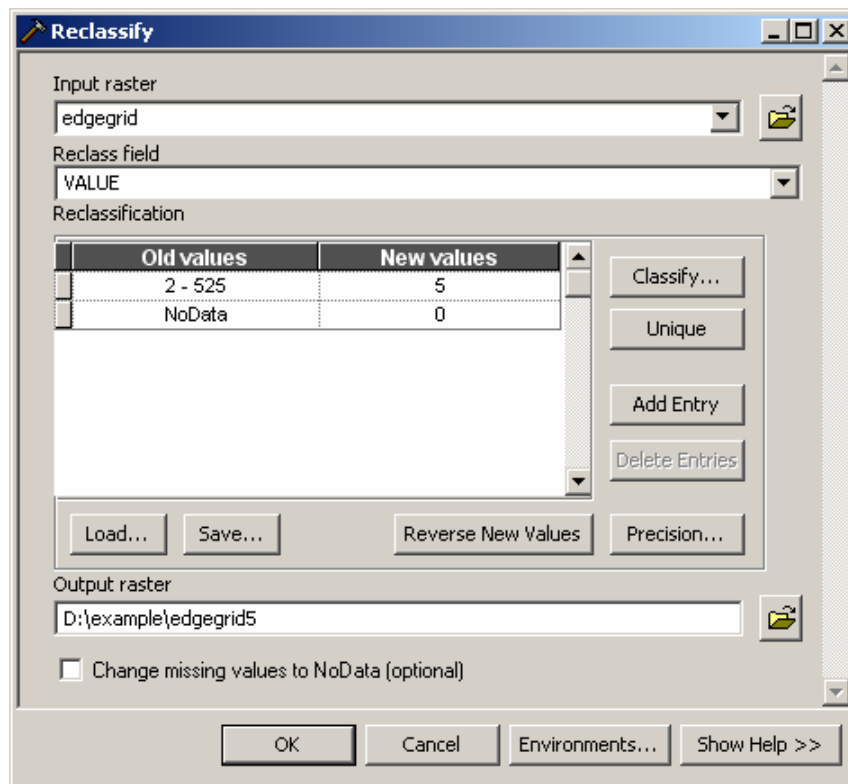 Reclassify
Input raster
edgegrid
Reclass field
VALUE
Reclassification
Old values New values
2 - 525 5
NoData 0
Classify...
Unique
Add Entry
Delete Entries
Load... Save... Reverse New Values Precision...
Output raster
D:\example\edgegrid5
Change missing values to NoData (optional)
OK Cancel Environments... Show Help >>